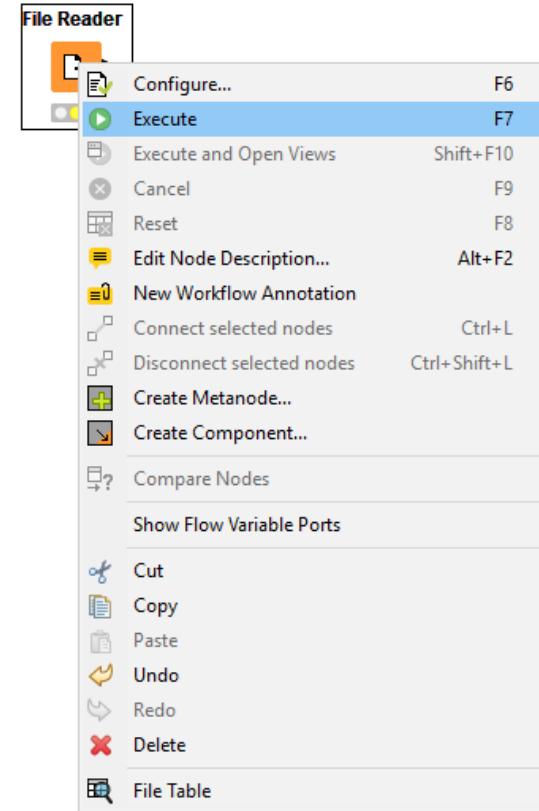 File Reader
Configure... F6
Execute F7
Execute and Open Views Shift+F10
Cancel F9
Reset F8
Edit Node Description... Alt+F2
New Workflow Annotation
Connect selected nodes Ctrl+L
Disconnect selected nodes Ctrl+Shift+L
Create Metanode...
Create Component...
Compare Nodes
Show Flow Variable Ports
Cut
Copy
Paste
Undo
Redo
Delete
File Table